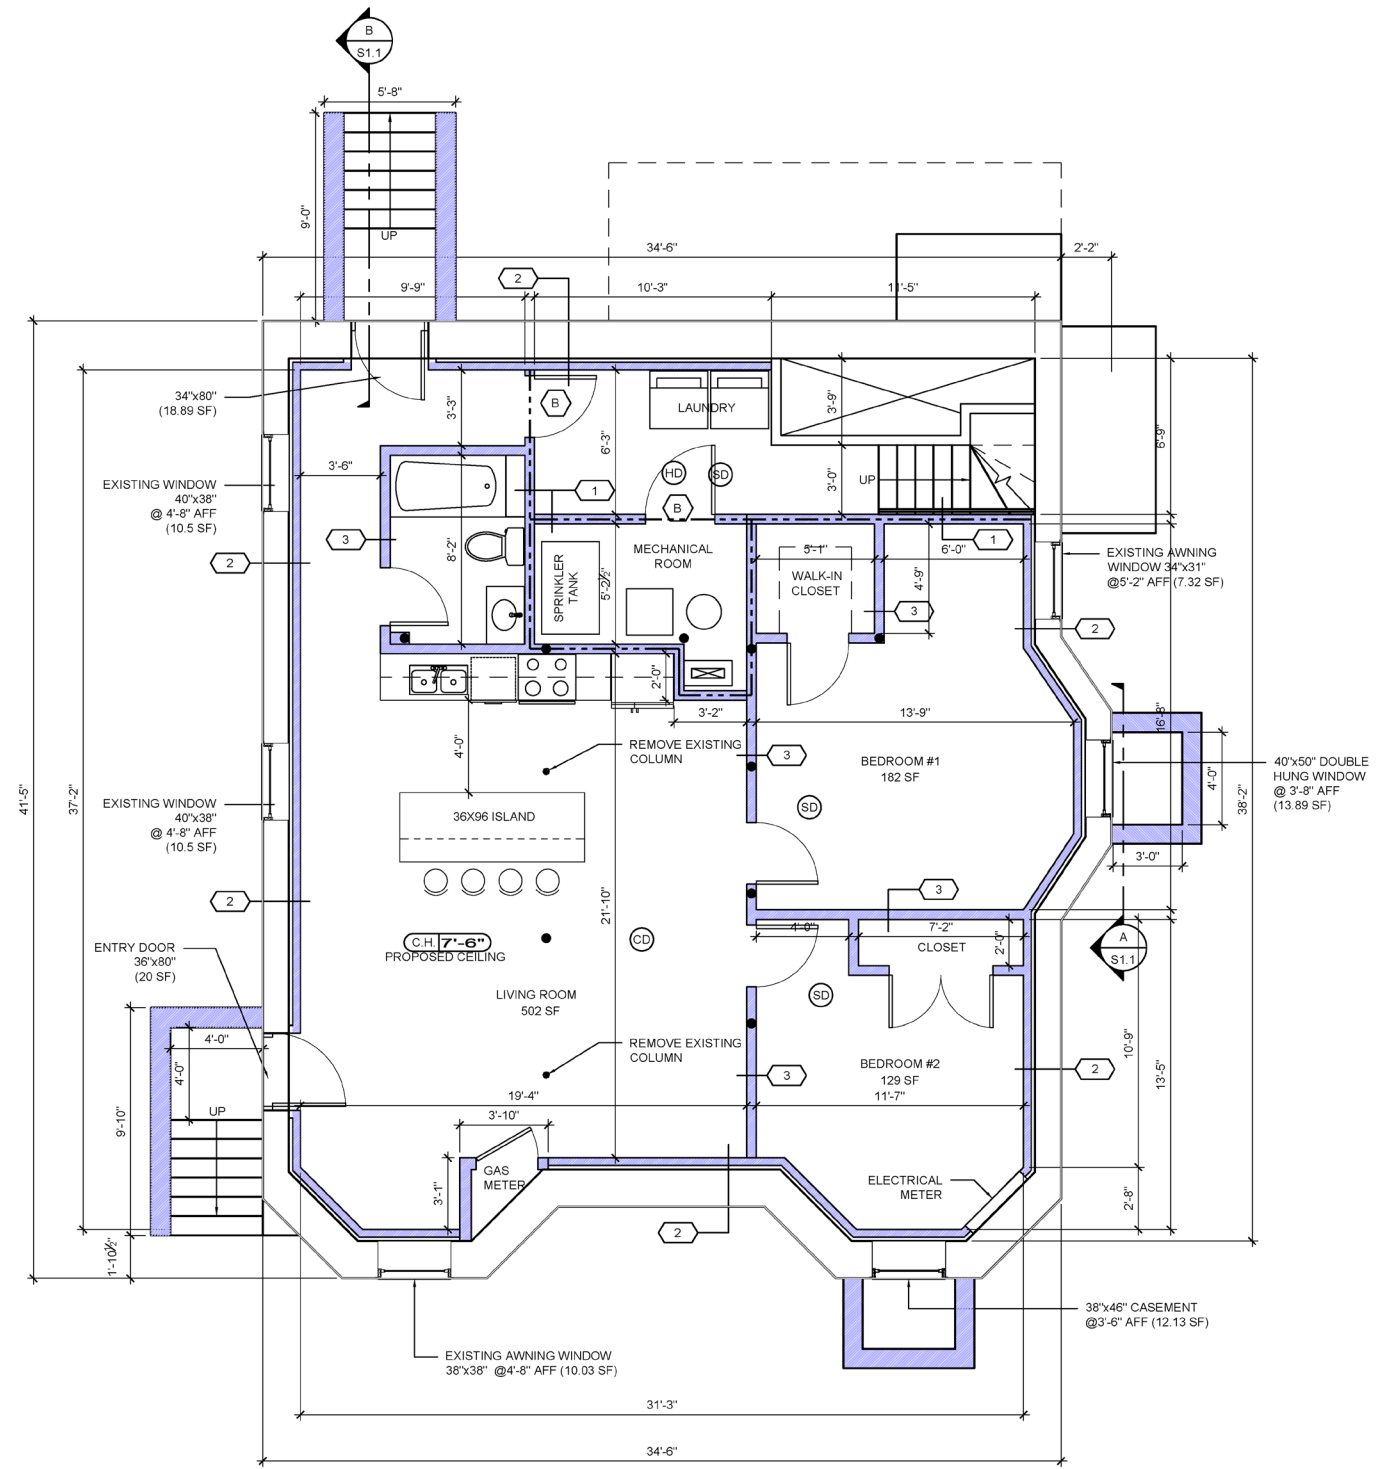 B
S1.1
5'-8"
9'-0"
UP
34'-6"
2'-2"
2
9'-9"
10'-3"
11'-5"
34"x80"
(18.89 SF)
B
LAUNDRY
3'-3"
6'-3"
3'-9"
6'-9"
3'-6"
EXISTING WINDOW
40"x38"
@ 4'-8" AFF
(10.5 SF)
1
HD
SD
B
UP
3'-0"
3
2
8'-2"
SPRINKLER
TANK
5'-2½"
MECHANICAL
ROOM
5'-1"
WALK-IN
CLOSET
4'-9"
6'-0"
1
3
2
EXISTING AWNING
WINDOW 34"x31"
@5'-2" AFF (7.32 SF)
2'-0"
3'-2"
13'-9"
16'-8"
4'-0"
REMOVE EXISTING
COLUMN
3
BEDROOM #1
182 SF
SD
4'-0"
40"x50" DOUBLE
HUNG WINDOW
@ 3'-8" AFF
(13.89 SF)
3'-0"
38'-2"
41'-5"
37'-2"
EXISTING WINDOW
40"x38"
@ 4'-8" AFF
(10.5 SF)
36X96 ISLAND
2
21'-10"
3
4'-0"
7'-2"
CLOSET
2'-0"
C.H. 7'-6"
PROPOSED CEILING
CD
A
S1.1
ENTRY DOOR
36"x80"
(20 SF)
LIVING ROOM
502 SF
SD
4'-0"
4'-0"
UP
9'-10"
1'-10½"
REMOVE EXISTING
COLUMN
3
BEDROOM #2
129 SF
11'-7"
2
10'-9"
13'-5"
19'-4"
3'-10"
GAS
METER
3'-1"
ELECTRICAL
METER
2'-8"
2
38"x46" CASEMENT
@3'-6" AFF (12.13 SF)
EXISTING AWNING WINDOW
38"x38" @4'-8" AFF (10.03 SF)
31'-3"
34'-6"